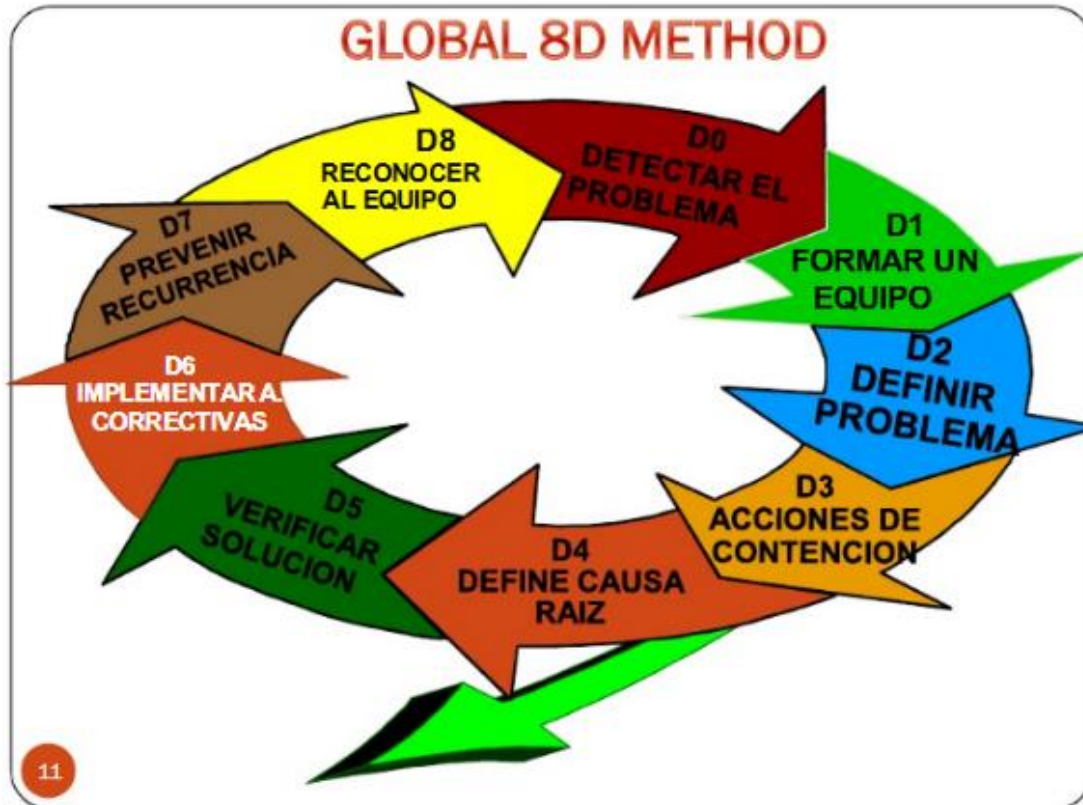 GLOBAL 8D METHOD
D0
DETECTAR EL
PROBLEMA
D1
FORMAR UN
EQUIPO
D2
DEFINIR
PROBLEMA
D3
ACCIONES DE
CONTENCION
D4
DEFINE CAUSA
RAIZ
D5
VERIFICAR
SOLUCION
D6
IMPLEMENTAR A.
CORRECTIVAS
D7
PREVENIR
RECURRENCIA
D8
RECONOCER
AL EQUIPO
11